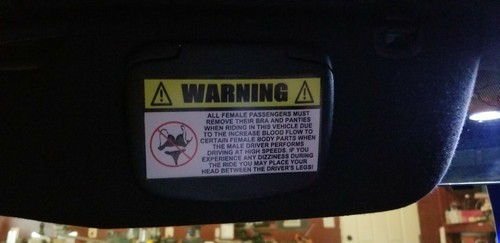 WARNING
ALL FEMALE PASSENGERS MUST
REMOVE THEIR BRA AND PANTIES
WHEN RIDING IN THIS VEHICLE DUE
TO THE INCREASE BLOOD FLOW TO
CERTAIN FEMALE BODY PARTS WHEN
THE MALE DRIVER PERFORMS
DRIVING AT HIGH SPEEDS. IF YOU
EXPERIENCE ANY DIZZINESS DURING
THE RIDE YOU MAY PLACE YOUR
HEAD BETWEEN THE DRIVER'S LEGS!